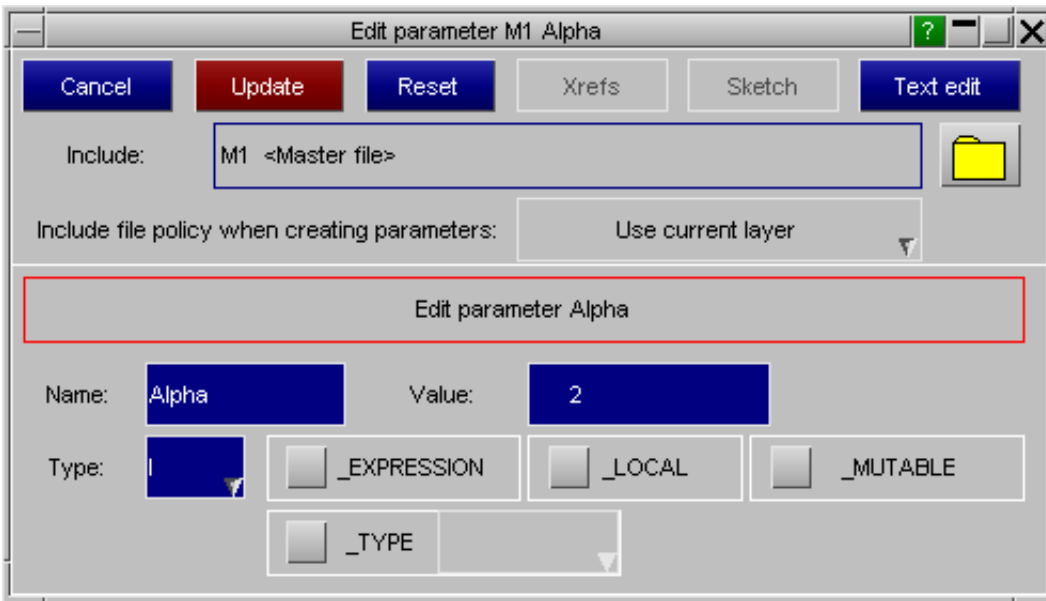 Edit parameter M1 Alpha ?
Cancel Update Reset Xrefs Sketch Text edit
Include: M1 <Master file>
Include file policy when creating parameters: Use current layer
Edit parameter Alpha
Name: Alpha Value: 2
Type: I _EXPRESSION _LOCAL _MUTABLE
_TYPE